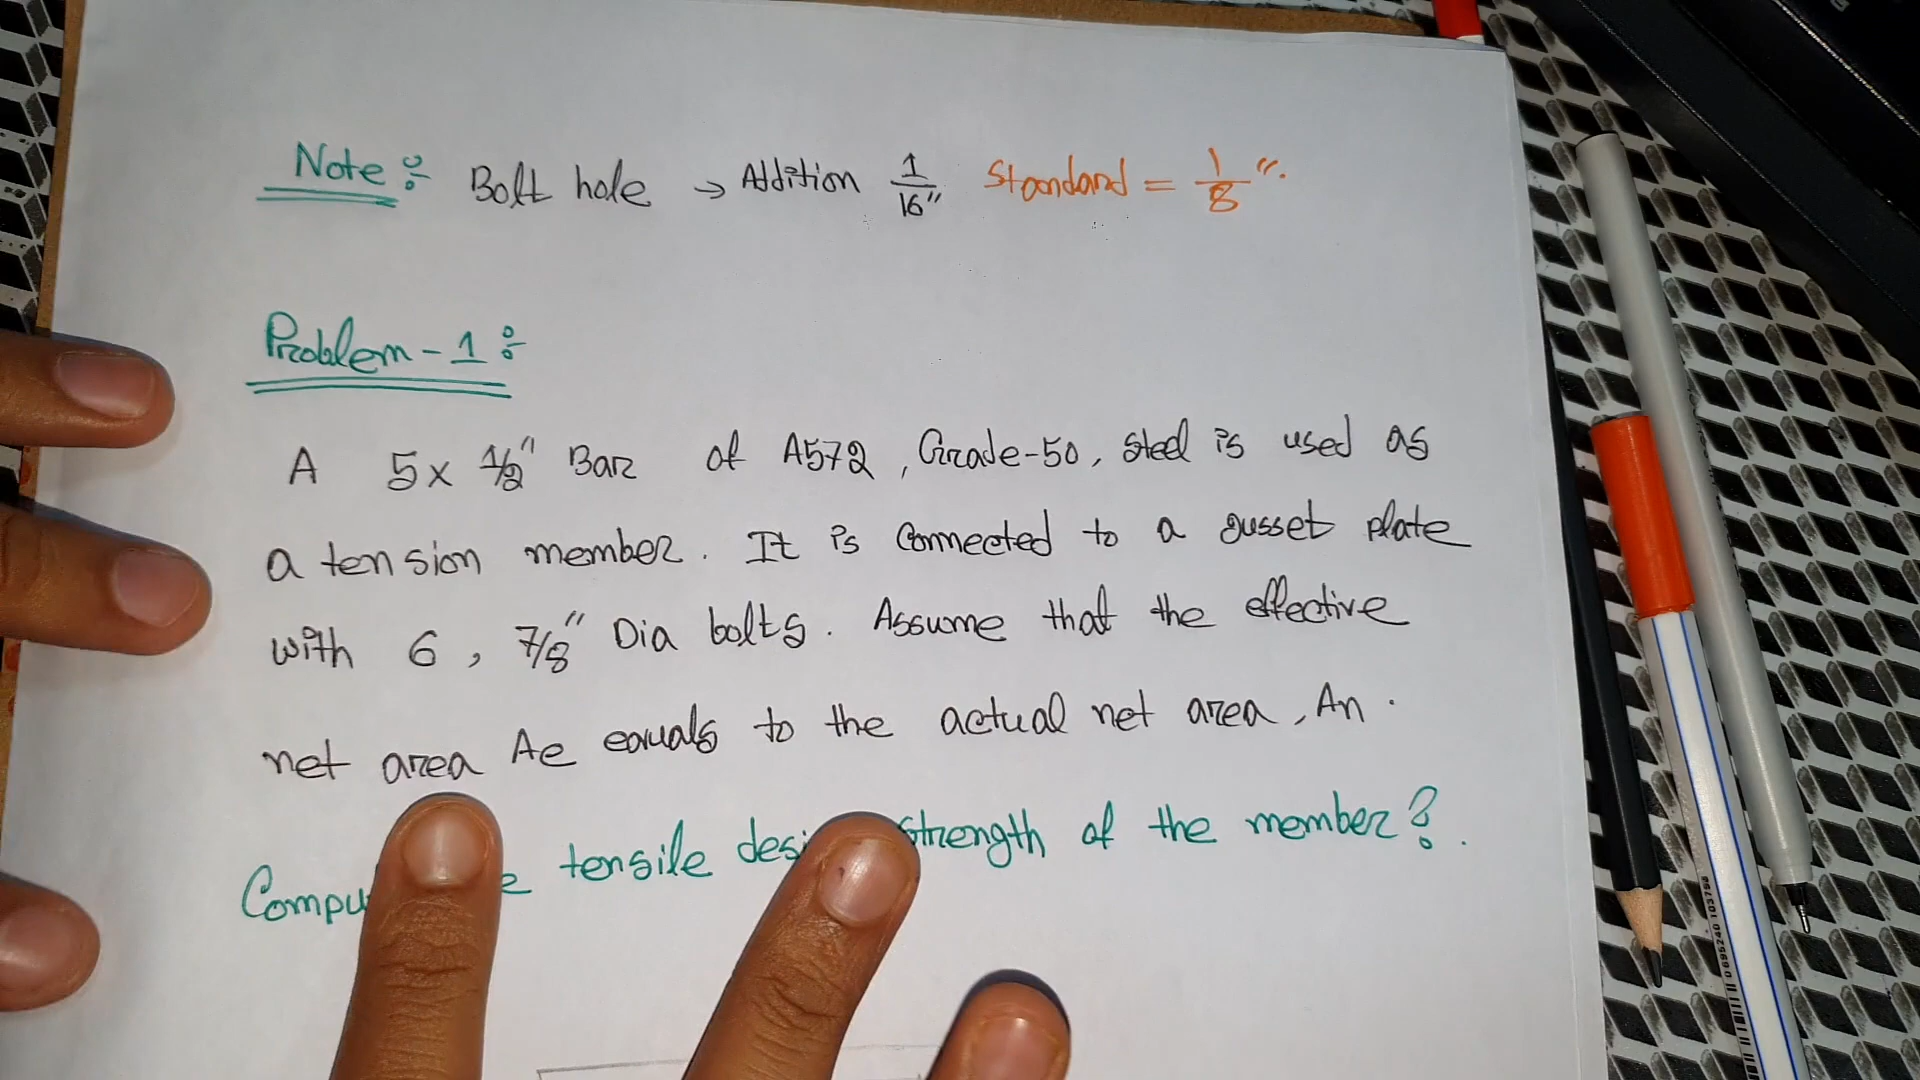 Note: Bolt hole → Addition 1/16" Standard = 1/8".
Problem-1:
A 5 x 1/2" Bar of A572, Grade-50, Steel is used as
a tension member. It is Connected to a gusset plate
with 6, 7/8" Dia bolts. Assume that the effective
net area Ae equals to the actual net area, An.
tensile strength of the member?.
0695240 103755